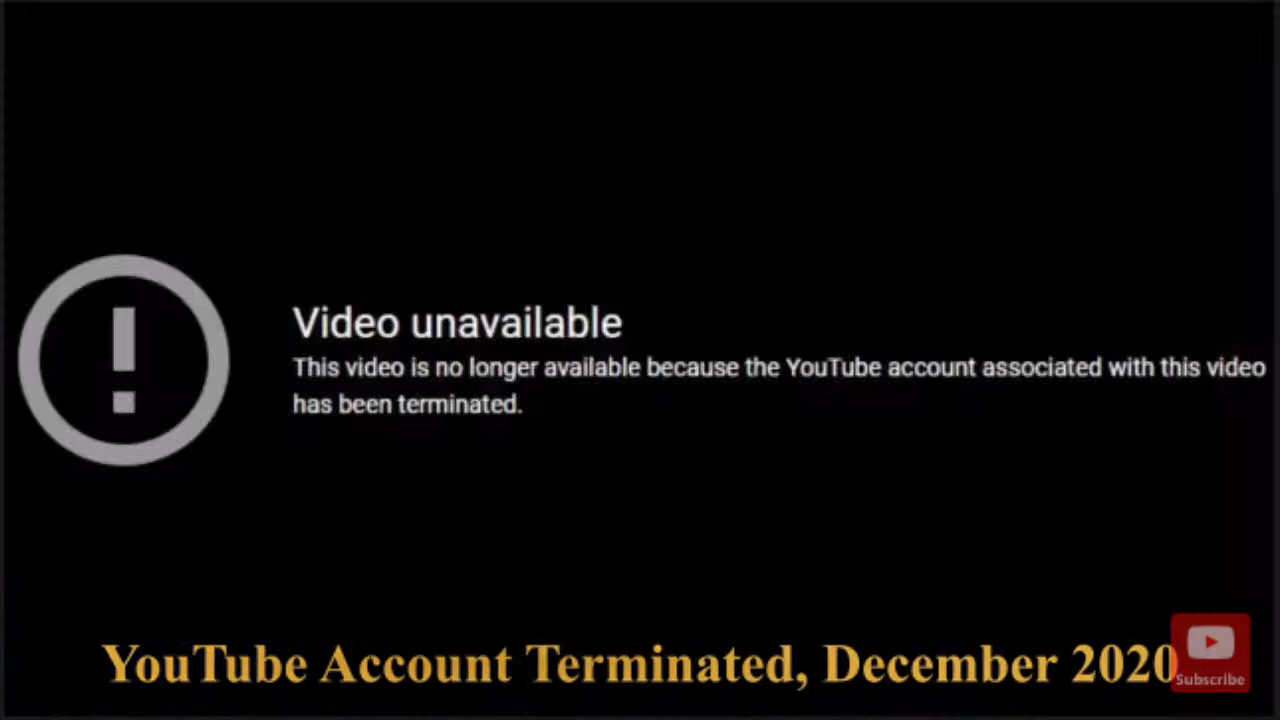 Video unavailable
This video is no longer available because the YouTube account associated with this video
has been terminated.
YouTube Account Terminated, December 2020
Subscribe